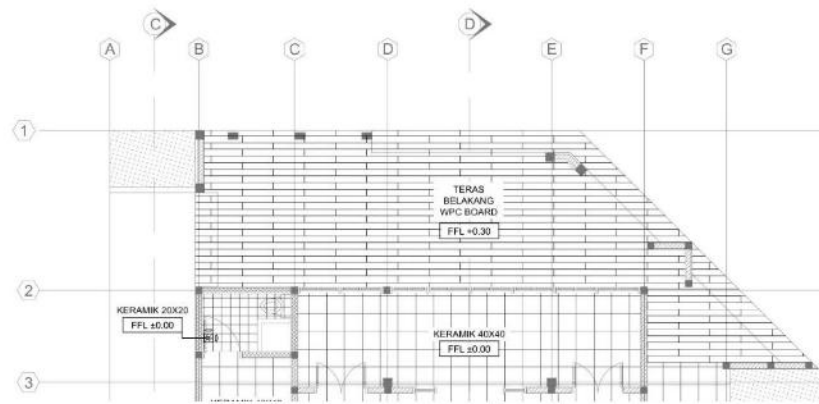 C
D
A
B
C
D
E
F
G
1
TERAS
BELAKANG
WPC BOARD
FFL +0.30
2
KERAMIK 20X20
FFL ±0.00
KERAMIK 40X40
FFL ±0.00
3